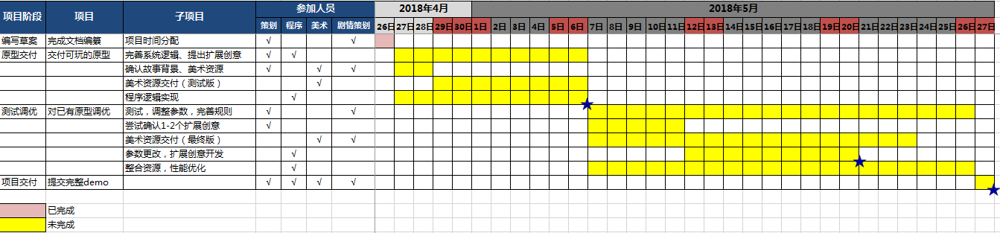 项目阶段 项目 子项目 参加人员 2018年4月 2018年5月
策划 程序 美术 剧情策划 26日 27日 28日 29日 30日 1日 2日 3日 4日 5日 6日 7日 8日 9日 10日 11日 12日 13日 14日 15日 16日 17日 18日 19日 20日 21日 22日 23日 24日 25日 26日 27日
编写草案 完成文档编纂 项目时间分配 √ √
原型交付 交付可玩的原型 完善系统逻辑、提出扩展创意 √ √
确认故事背景、美术资源 √ √ √
美术资源交付（测试版） √
程序逻辑实现 √
测试调优 对已有原型调优 测试，调整参数，完善规则 √ √
尝试确认1-2个扩展创意 √
美术资源交付（最终版） √ √
参数更改，扩展创意开发 √
整合资源，性能优化 √
项目交付 提交完整demo √ √ √ √
已完成
未完成